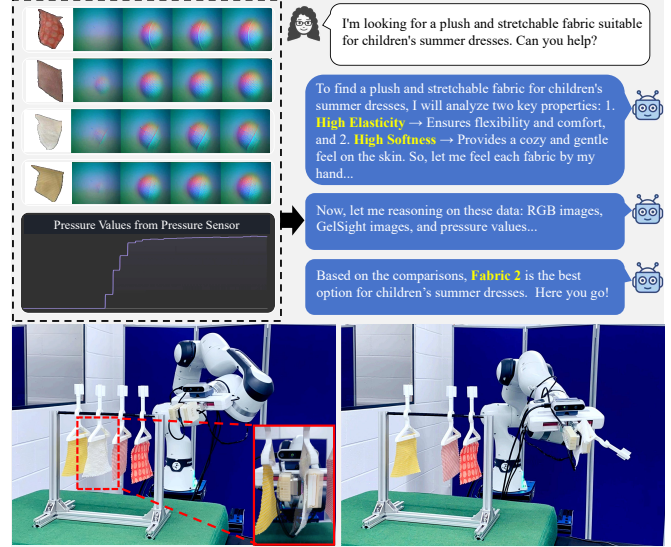 I'm looking for a plush and stretchable fabric suitable
for children's summer dresses. Can you help?
To find a plush and stretchable fabric for children's
summer dresses, I will analyze two key properties: 1.
High Elasticity → Ensures flexibility and comfort,
and 2. High Softness → Provides a cozy and gentle
feel on the skin. So, let me feel each fabric by my
hand...
Pressure Values from Pressure Sensor
Now, let me reasoning on these data: RGB images,
GelSight images, and pressure values...
Based on the comparisons, Fabric 2 is the best
option for children's summer dresses. Here you go!